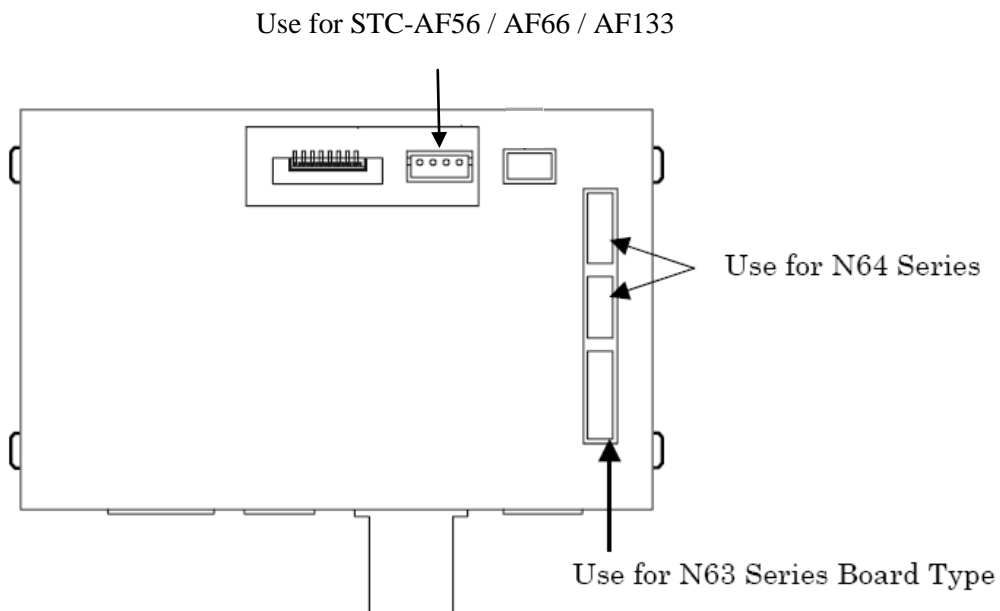 Use for STC-AF56 / AF66 / AF133
Use for N64 Series
Use for N63 Series Board Type